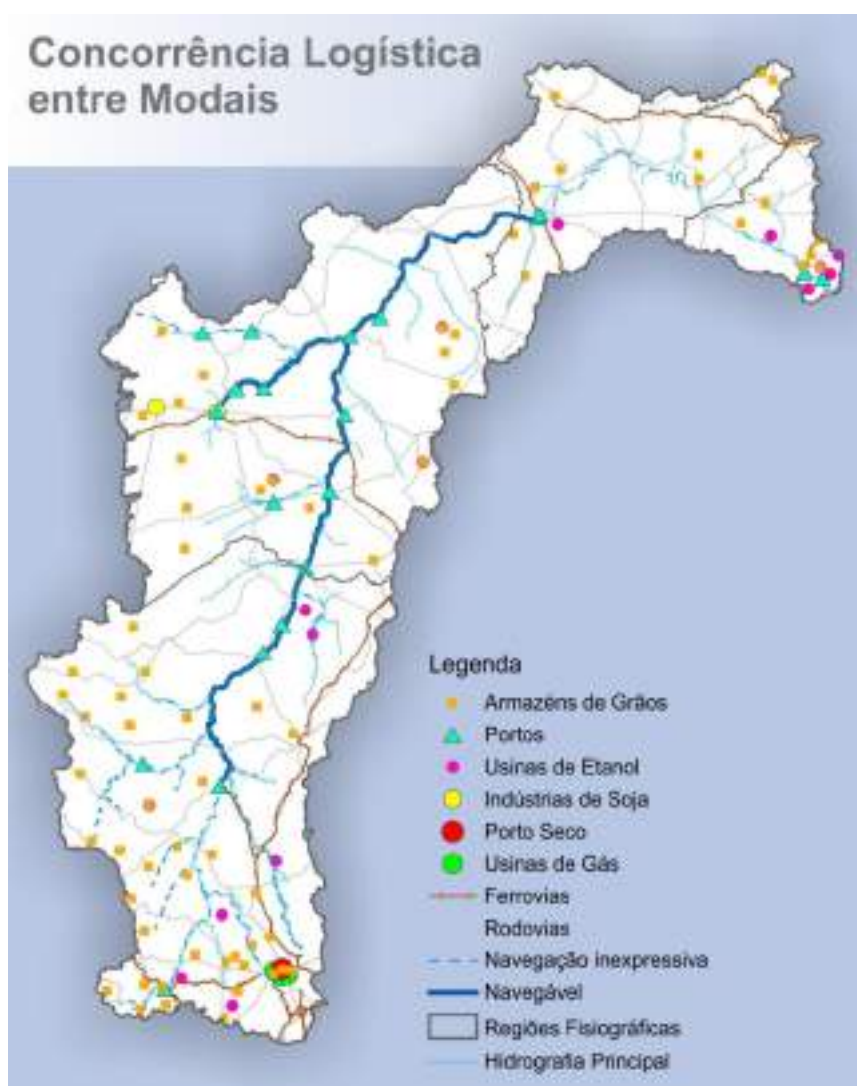 Concorrência Logística
entre Modais
Legenda
Armazéns de Grãos
Portos
Usinas de Etanol
Indústrias de Soja
Porto Seco
Usinas de Gás
Ferrovias
Rodovias
Navegação inexpressiva
Navegável
Regiões Fisiográficas
Hidrografia Principal